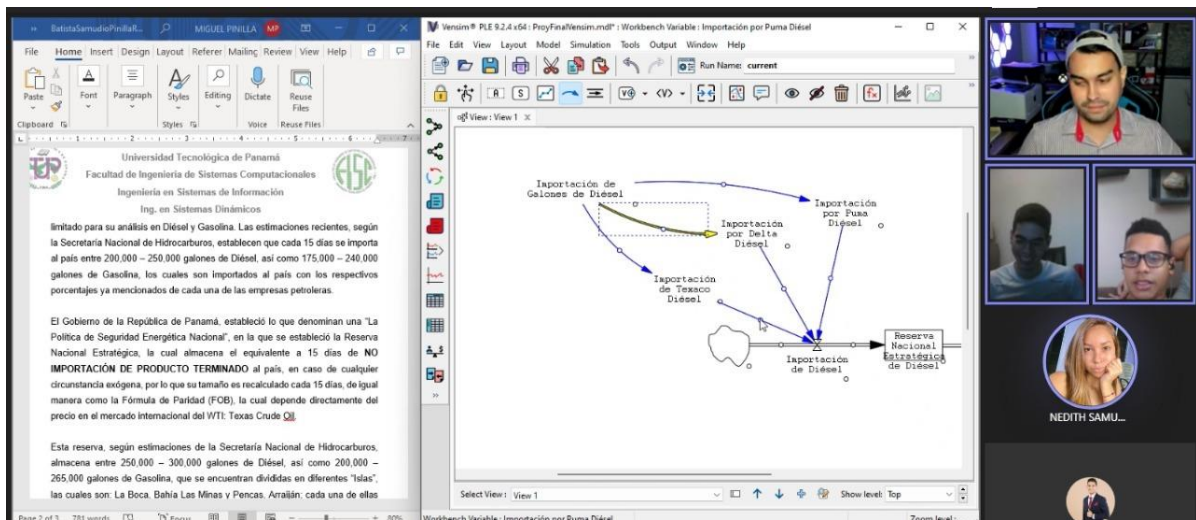 BatistaSamudioPinillaR...
MIGUEL PINILLA
MP
File Home Insert Design Layout Referer Mailing Review View Help
Paste
Font
Paragraph
Styles
Editing
Dictate
Reuse
Files
Clipboard
Styles
Voice
Reuse Files
Universidad Tecnológica de Panamá
Facultad de Ingeniería de Sistemas Computacionales
Ingeniería en Sistemas de Información
Ing. en Sistemas Dinámicos
limitado para su análisis en Diésel y Gasolina. Las estimaciones recientes, según
la Secretaría Nacional de Hidrocarburos, establecen que cada 15 días se importa
al país entre 200,000 – 250,000 galones de Diésel, así como 175,000 – 240,000
galones de Gasolina, los cuales son importados al país con los respectivos
porcentajes ya mencionados de cada una de las empresas petroleras.
El Gobierno de la República de Panamá, estableció lo que denominan una "La
Política de Seguridad Energética Nacional", en la que se estableció la Reserva
Nacional Estratégica, la cual almacena el equivalente a 15 días de NO
IMPORTACIÓN DE PRODUCTO TERMINADO al país, en caso de cualquier
circunstancia exógena, por lo que su tamaño es recalculado cada 15 días, de igual
manera como la Fórmula de Paridad (FOB), la cual depende directamente del
precio en el mercado internacional del WTI: Texas Crude Oil.
Esta reserva, según estimaciones de la Secretaría Nacional de Hidrocarburos,
almacena entre 250,000 – 300,000 galones de Diésel, así como 200,000 –
265,000 galones de Gasolina, que se encuentran divididas en diferentes "Islas",
las cuales son: La Boca, Bahía Las Minas y Pencas, Arraiján; cada una de ellas
Page 2 of 3 781 words Focus 80%
Vensim® PLE 9.2.4 x64 : ProyFinalVensim.mdl* : Workbench Variable : Importación por Puma Diésel
File Edit View Layout Model Simulation Tools Output Window Help
Run Name: current
View : View 1
Importación de
Galones de Diésel
Importación
por Puma
Diésel
Importación
por Delta
Diésel
Importación
de Texaco
Diésel
Importación
de Diésel
Reserva
Nacional
Estratégica
de Diésel
Select View: View 1
Show level: Top
Workbench Variable : Importación por Puma Diésel
Zoom level :
NEDITH SAMU...